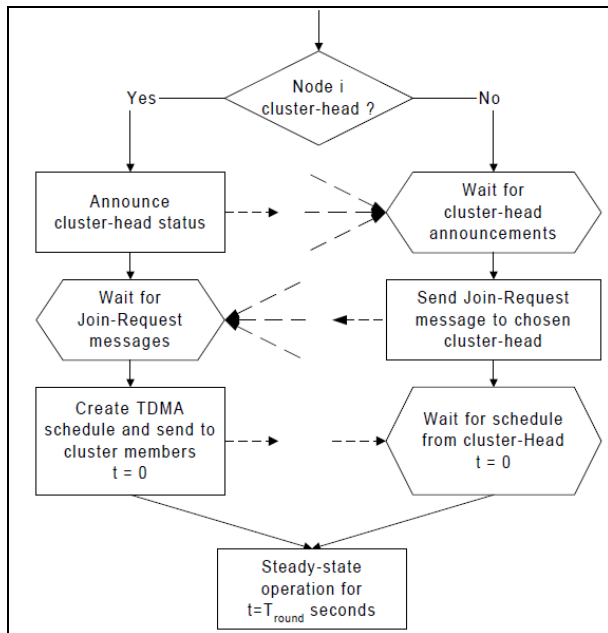 Node i
cluster-head ?
Yes
No
Announce
cluster-head status
Wait for
cluster-head
announcements
Wait for
Join-Request
messages
Send Join-Request
message to chosen
cluster-head
Create TDMA
schedule and send to
cluster members
t = 0
Wait for schedule
from cluster-Head
t = 0
Steady-state
operation for
t=Tround seconds